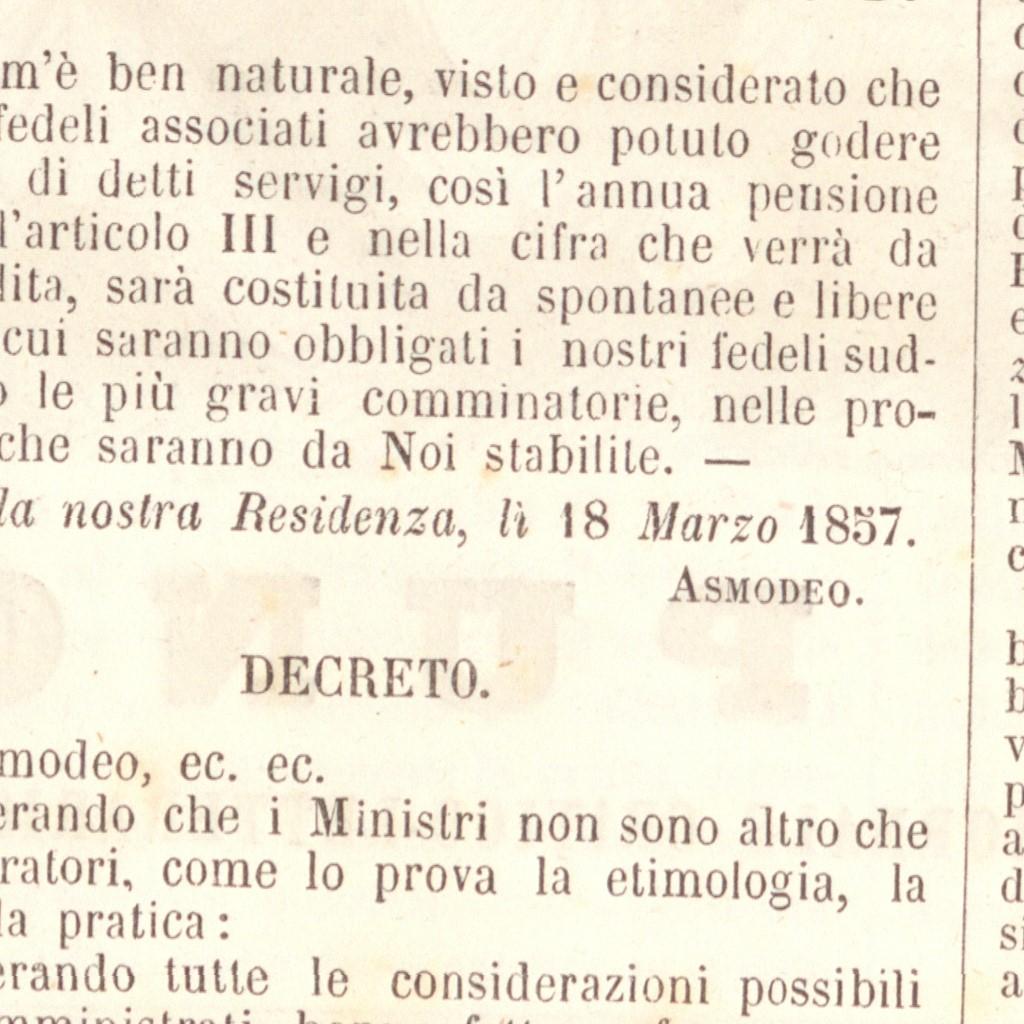 m'è ben naturale, visto e considerato che
fedeli associati avrebbero potuto godere
di detti servigi, così l'annua pensione
l'articolo III e nella cifra che verrà da
lita, sarà costituita da spontanee e libere
cui saranno obbligati i nostri fedeli sud-
o le più gravi comminatorie, nelle pro-
che saranno da Noi stabilite. —
la nostra Residenza, lì 18 Marzo 1857.
ASMODEO.
DECRETO.
modeo, ec. ec.
erando che i Ministri non sono altro che
ratori, come lo prova la etimologia, la
la pratica:
erando tutte le considerazioni possibili